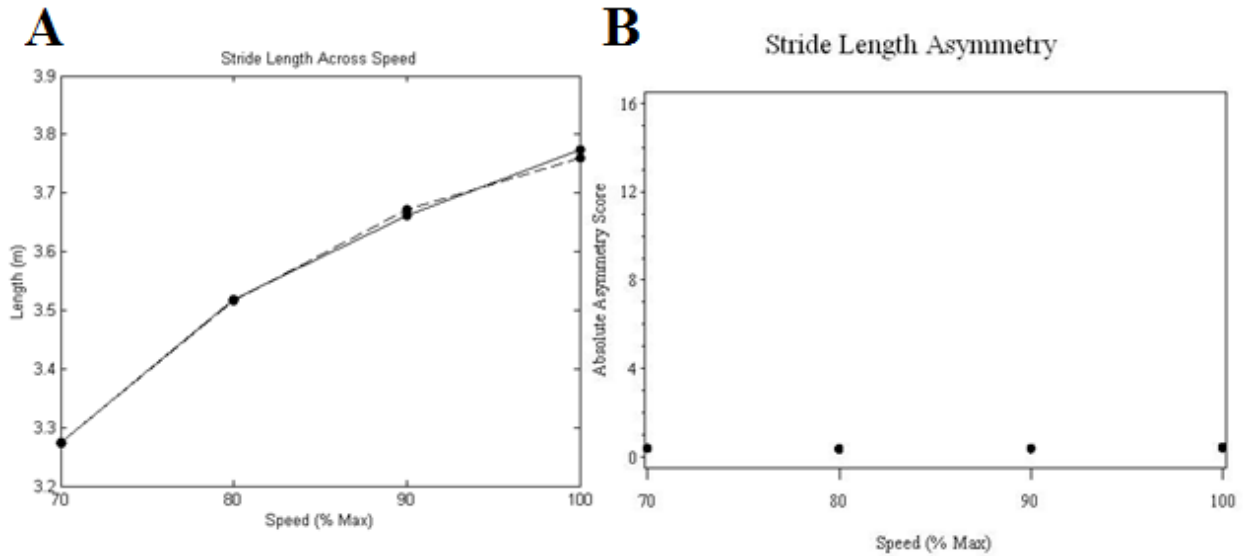 A
Stride Length Across Speed
3.9
3.8
3.7
3.6
3.5
3.4
3.3
3.2
Length (m)
70 80 90 100
Speed (% Max)
B
Stride Length Asymmetry
16
12
8
4
0
Absolute Asymmetry Score
70 80 90 100
Speed (% Max)